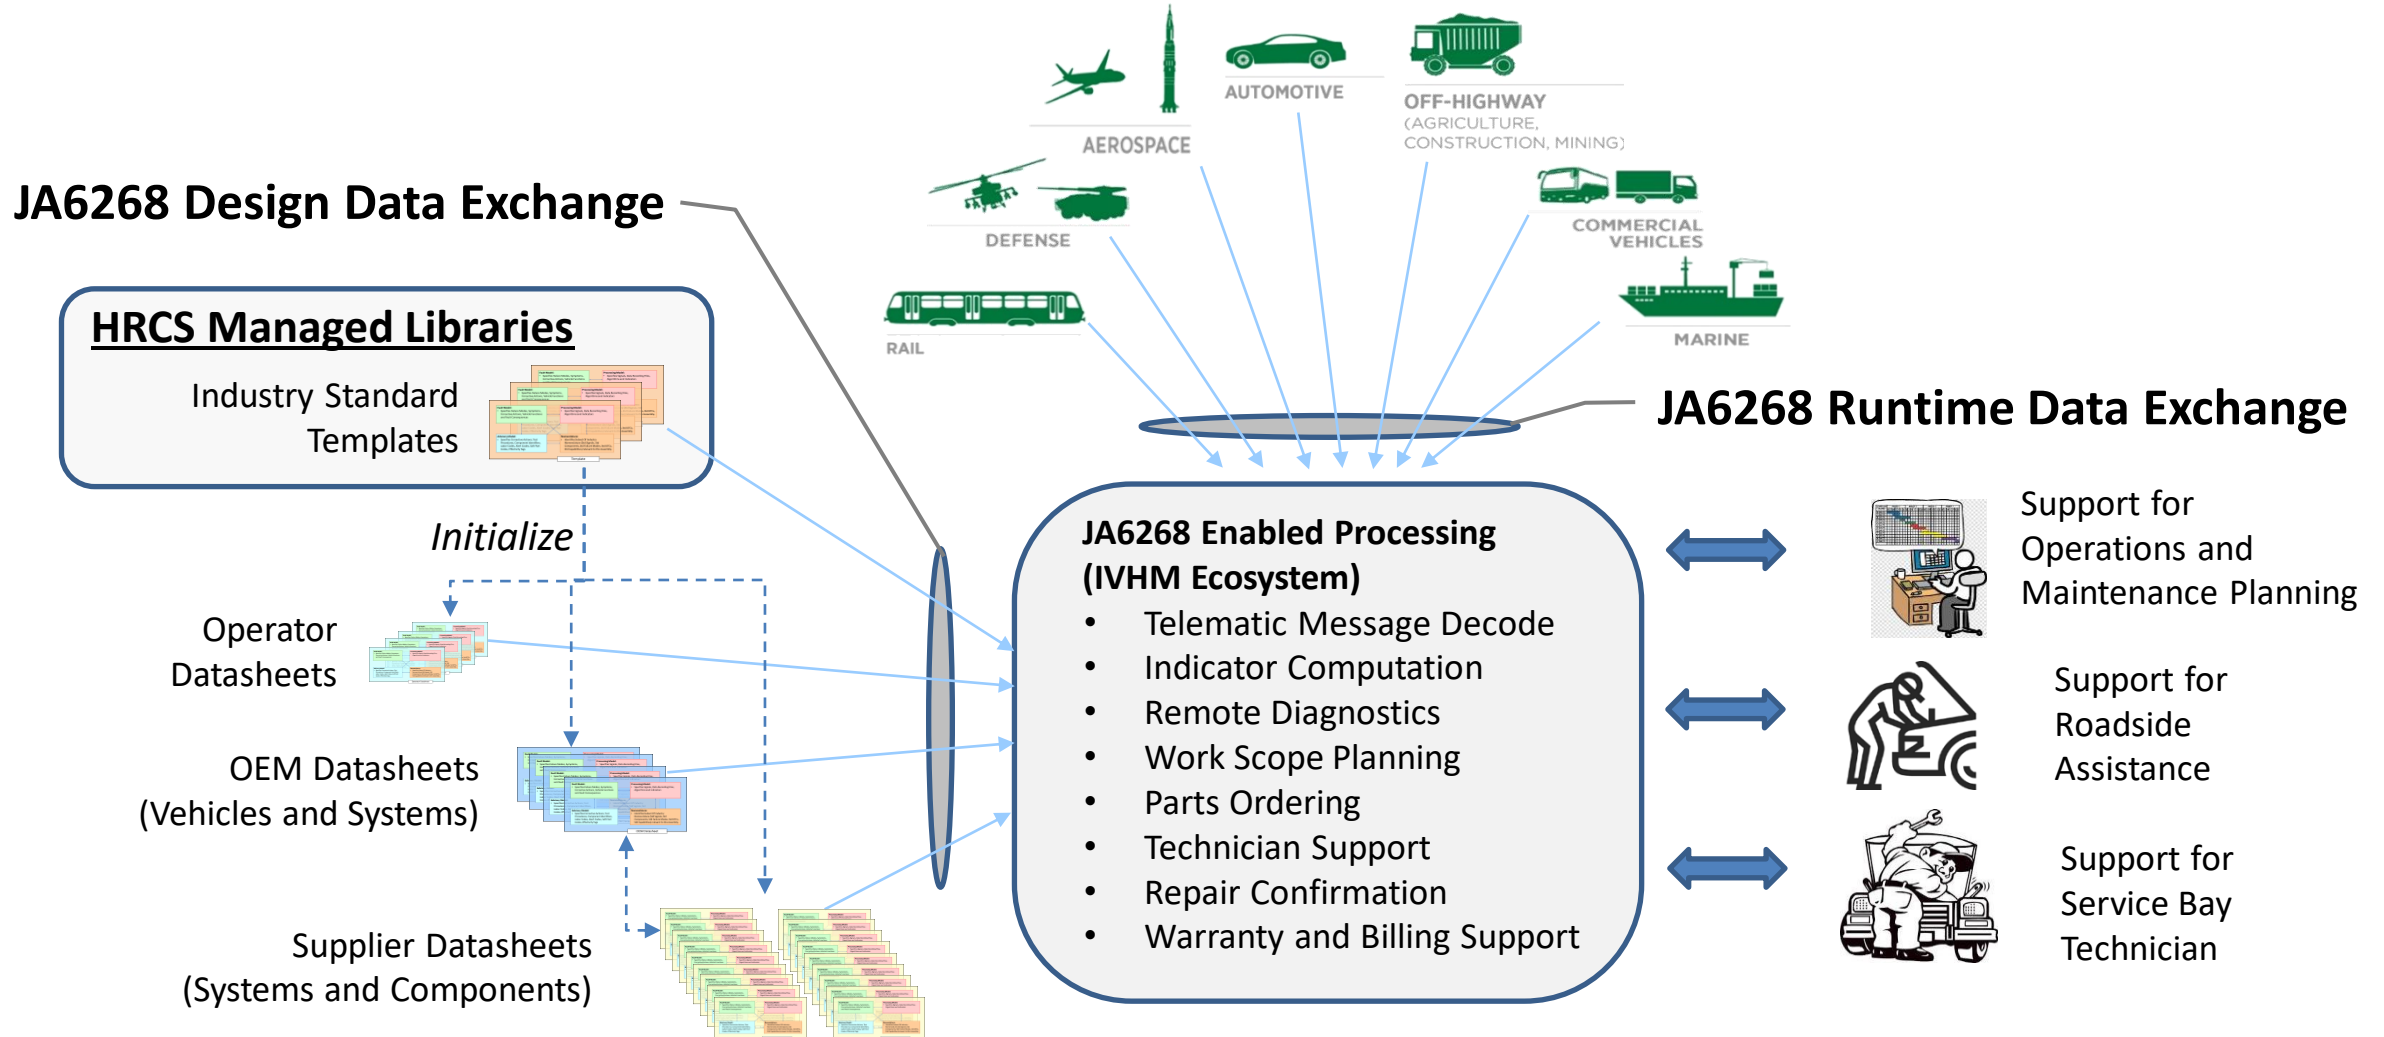 AUTOMOTIVE
OFF-HIGHWAY
(AGRICULTURE,
CONSTRUCTION, MINING)
AEROSPACE
DEFENSE
COMMERCIAL
VEHICLES
RAIL
MARINE
JA6268 Design Data Exchange
HRCS Managed Libraries
Industry Standard
Templates
Initialize
Operator
Datasheets
OEM Datasheets
(Vehicles and Systems)
Supplier Datasheets
(Systems and Components)
JA6268 Runtime Data Exchange
JA6268 Enabled Processing
(IVHM Ecosystem)
• Telematic Message Decode
• Indicator Computation
• Remote Diagnostics
• Work Scope Planning
• Parts Ordering
• Technician Support
• Repair Confirmation
• Warranty and Billing Support
Support for
Operations and
Maintenance Planning
Support for
Roadside
Assistance
Support for
Service Bay
Technician